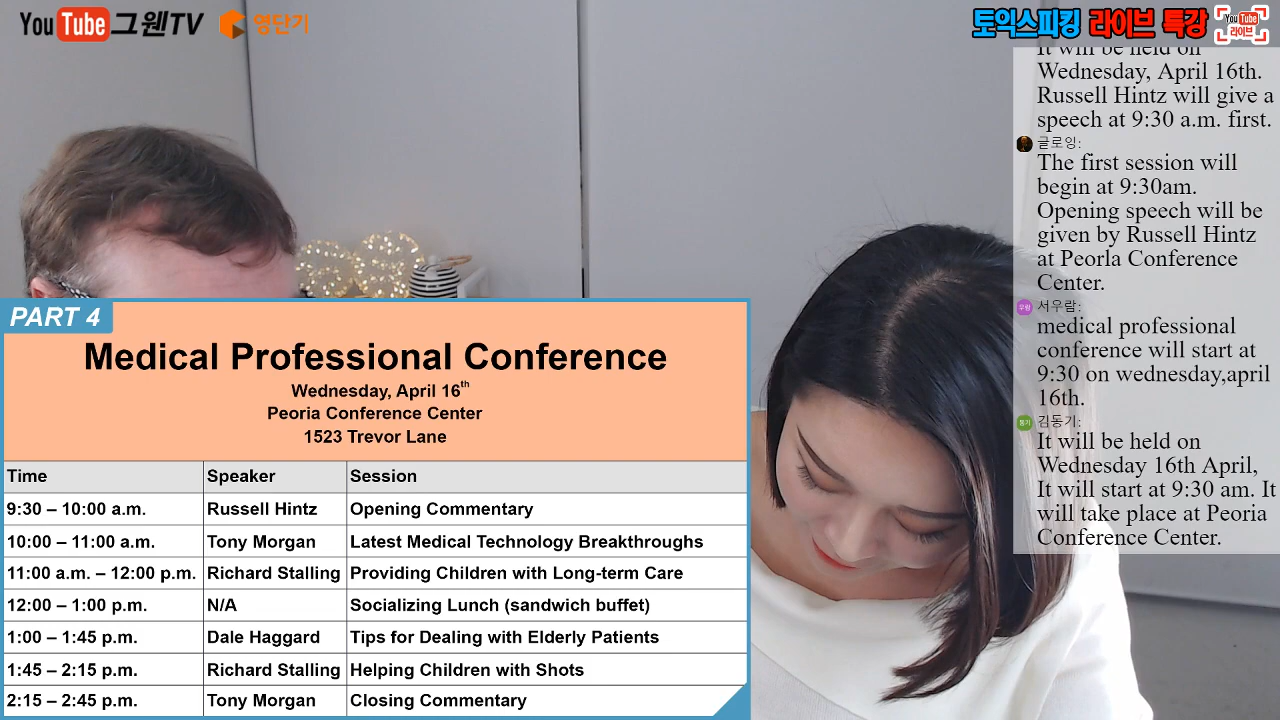 YouTube 그웬TV 영단기
토익스피킹 라이브 특강 YouTube 라이브
It will be held on
Wednesday, April 16th.
Russell Hintz will give a
speech at 9:30 a.m. first.
글로잉:
The first session will
begin at 9:30am.
Opening speech will be
given by Russell Hintz
at Peorla Conference
Center.
우람 서우람:
medical professional
conference will start at
9:30 on wednesday,april
16th.
동기 김동기:
It will be held on
Wednesday 16th April,
It will start at 9:30 am. It
will take place at Peoria
Conference Center.
PART 4
Medical Professional Conference
Wednesday, April 16th
Peoria Conference Center
1523 Trevor Lane
Time Speaker Session
9:30 – 10:00 a.m. Russell Hintz Opening Commentary
10:00 – 11:00 a.m. Tony Morgan Latest Medical Technology Breakthroughs
11:00 a.m. – 12:00 p.m. Richard Stalling Providing Children with Long-term Care
12:00 – 1:00 p.m. N/A Socializing Lunch (sandwich buffet)
1:00 – 1:45 p.m. Dale Haggard Tips for Dealing with Elderly Patients
1:45 – 2:15 p.m. Richard Stalling Helping Children with Shots
2:15 – 2:45 p.m. Tony Morgan Closing Commentary